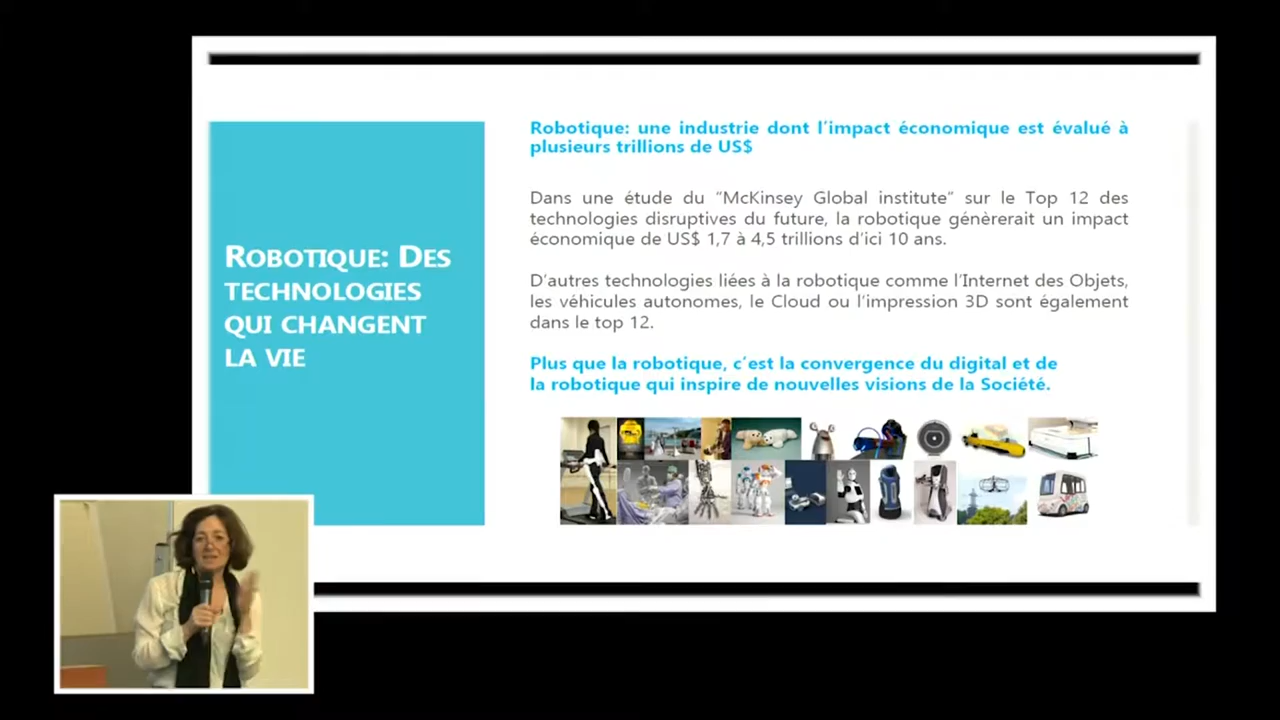 ROBOTIQUE: DES
TECHNOLOGIES
QUI CHANGENT
LA VIE
Robotique: une industrie dont l'impact économique est évalué à
plusieurs trillions de US$
Dans une étude du "McKinsey Global institute" sur le Top 12 des
technologies disruptives du future, la robotique génèrerait un impact
économique de US$ 1,7 à 4,5 trillions d'ici 10 ans.
D'autres technologies liées à la robotique comme l'Internet des Objets,
les véhicules autonomes, le Cloud ou l'impression 3D sont également
dans le top 12.
Plus que la robotique, c'est la convergence du digital et de
la robotique qui inspire de nouvelles visions de la Société.